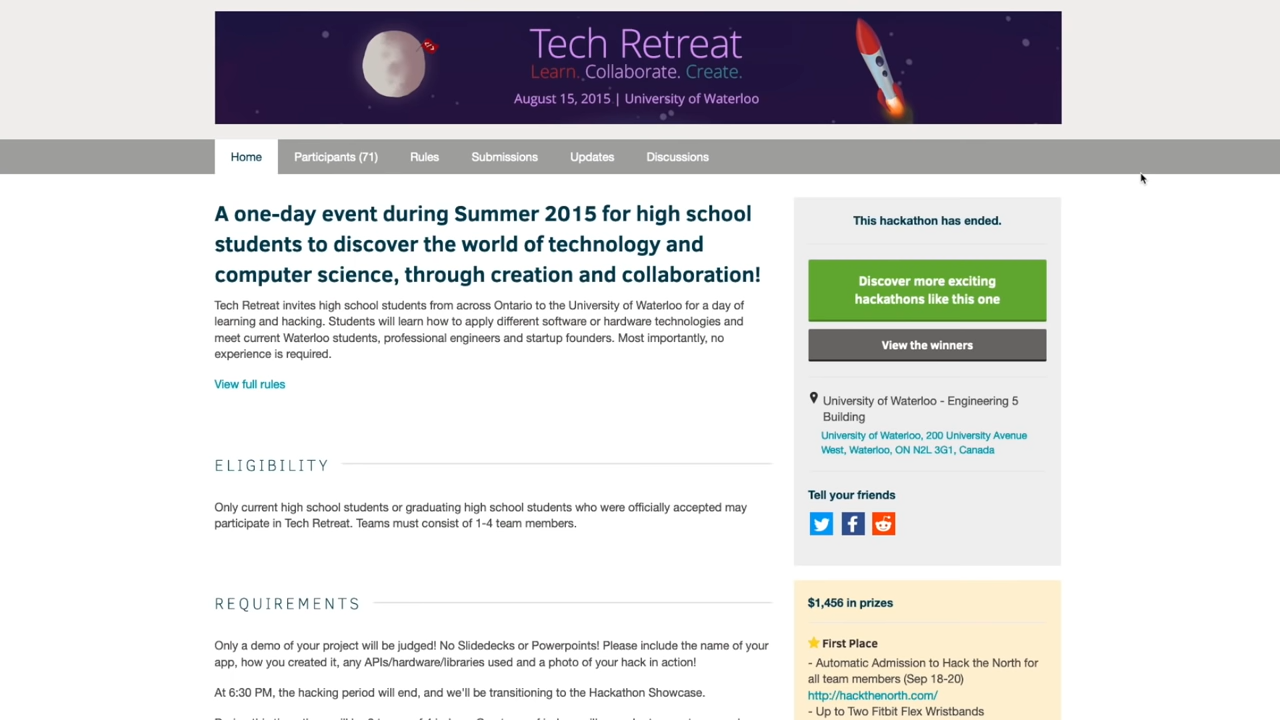 Tech Retreat
Learn. Collaborate. Create.
August 15, 2015 | University of Waterloo
Home
Participants (71)
Rules
Submissions
Updates
Discussions
A one-day event during Summer 2015 for high school
students to discover the world of technology and
computer science, through creation and collaboration!
Tech Retreat invites high school students from across Ontario to the University of Waterloo for a day of
learning and hacking. Students will learn how to apply different software or hardware technologies and
meet current Waterloo students, professional engineers and startup founders. Most importantly, no
experience is required.
View full rules
ELIGIBILITY
Only current high school students or graduating high school students who were officially accepted may
participate in Tech Retreat. Teams must consist of 1-4 team members.
REQUIREMENTS
Only a demo of your project will be judged! No Slidedecks or Powerpoints! Please include the name of your
app, how you created it, any APIs/hardware/libraries used and a photo of your hack in action!
At 6:30 PM, the hacking period will end, and we'll be transitioning to the Hackathon Showcase.
This hackathon has ended.
Discover more exciting
hackathons like this one
View the winners
University of Waterloo - Engineering 5
Building
University of Waterloo, 200 University Avenue
West, Waterloo, ON N2L 3G1, Canada
Tell your friends
$1,456 in prizes
First Place
- Automatic Admission to Hack the North for
all team members (Sep 18-20)
http://hackthenorth.com/
- Up to Two Fitbit Flex Wristbands